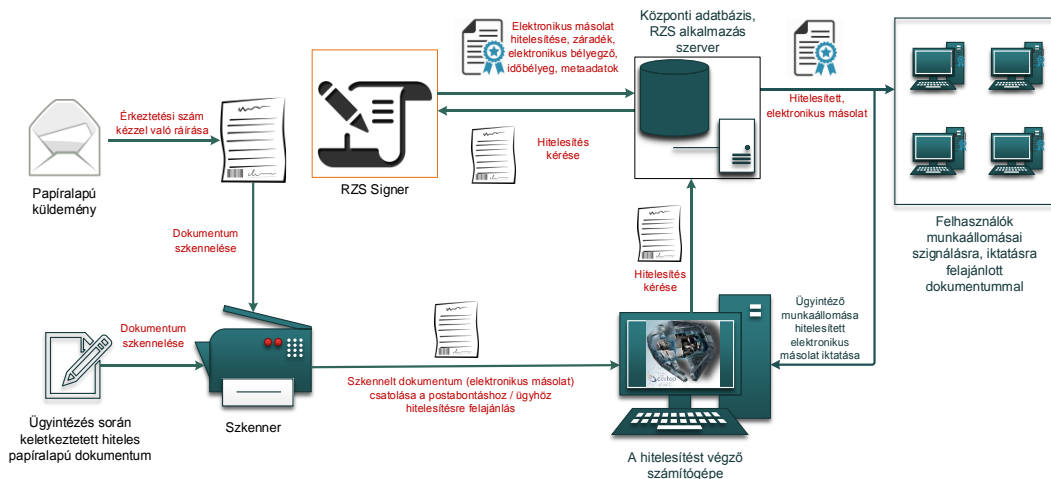 Elektronikus másolat
hitelesítése, záradék,
elektronikus bélyegző,
időbélyeg, metaadatok
Központi adatbázis,
RZS alkalmazás
szerver
Hitelesített,
elektronikus másolat
Érkeztetési szám
kézzel való ráírása
Papíralapú
küldemény
RZS Signer
Hitelesítés
kérése
Felhasználók
munkaállomásai
szignálásra, iktatásra
felajánlott
dokumentummal
Dokumentum
szkennelése
Hitelesítés
kérése
Ügyintéző
munkaállomása
hitelesített
elektronikus
másolat iktatása
Dokumentum
szkennelése
Szkennelt dokumentum (elektronikus másolat)
csatolása a postabontáshoz / ügyhöz
hitelesítésre felajánlás
Ügyintézés során
keletkeztetett hiteles
papíralapú dokumentum
Szkenner
A hitelesítést végző
számítógépe